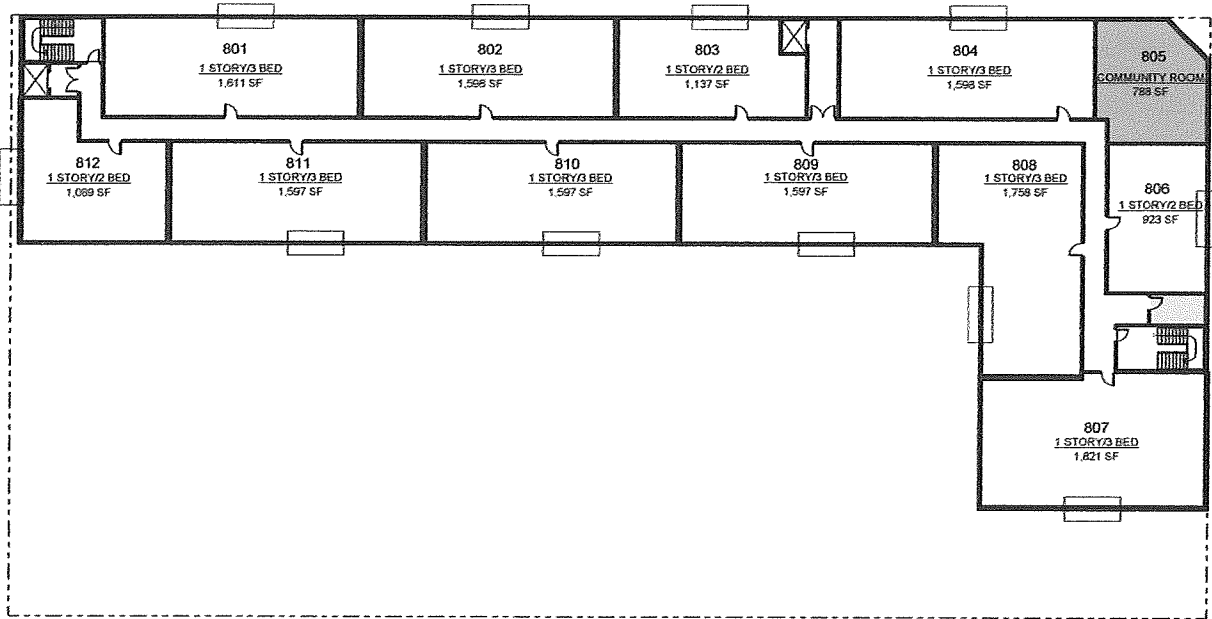 801
1 STORY/3 BED
1,611 SF
802
1 STORY/3 BED
1,598 SF
803
1 STORY/2 BED
1,137 SF
804
1 STORY/3 BED
1,598 SF
805
COMMUNITY ROOM
788 SF
812
1 STORY/2 BED
1,089 SF
811
1 STORY/3 BED
1,597 SF
810
1 STORY/3 BED
1,597 SF
809
1 STORY/3 BED
1,597 SF
808
1 STORY/3 BED
1,758 SF
806
1 STORY/2 BED
923 SF
807
1 STORY/3 BED
1,821 SF